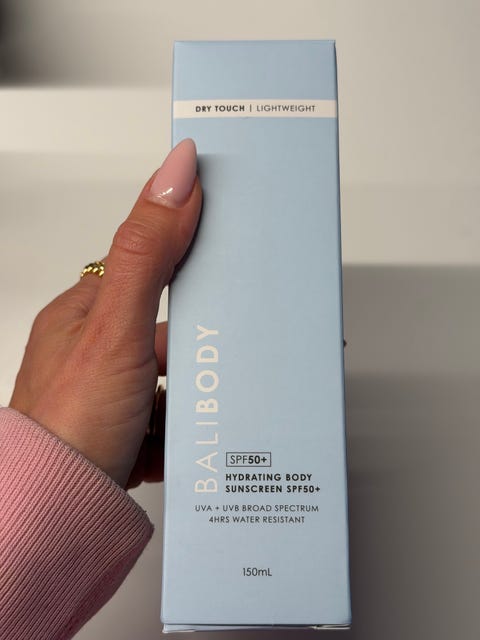 DRY TOUCH | LIGHTWEIGHT
BALIBODY
SPF50+
HYDRATING BODY
SUNSCREEN SPF50+
UVA + UVB BROAD SPECTRUM
4HRS WATER RESISTANT
150mL